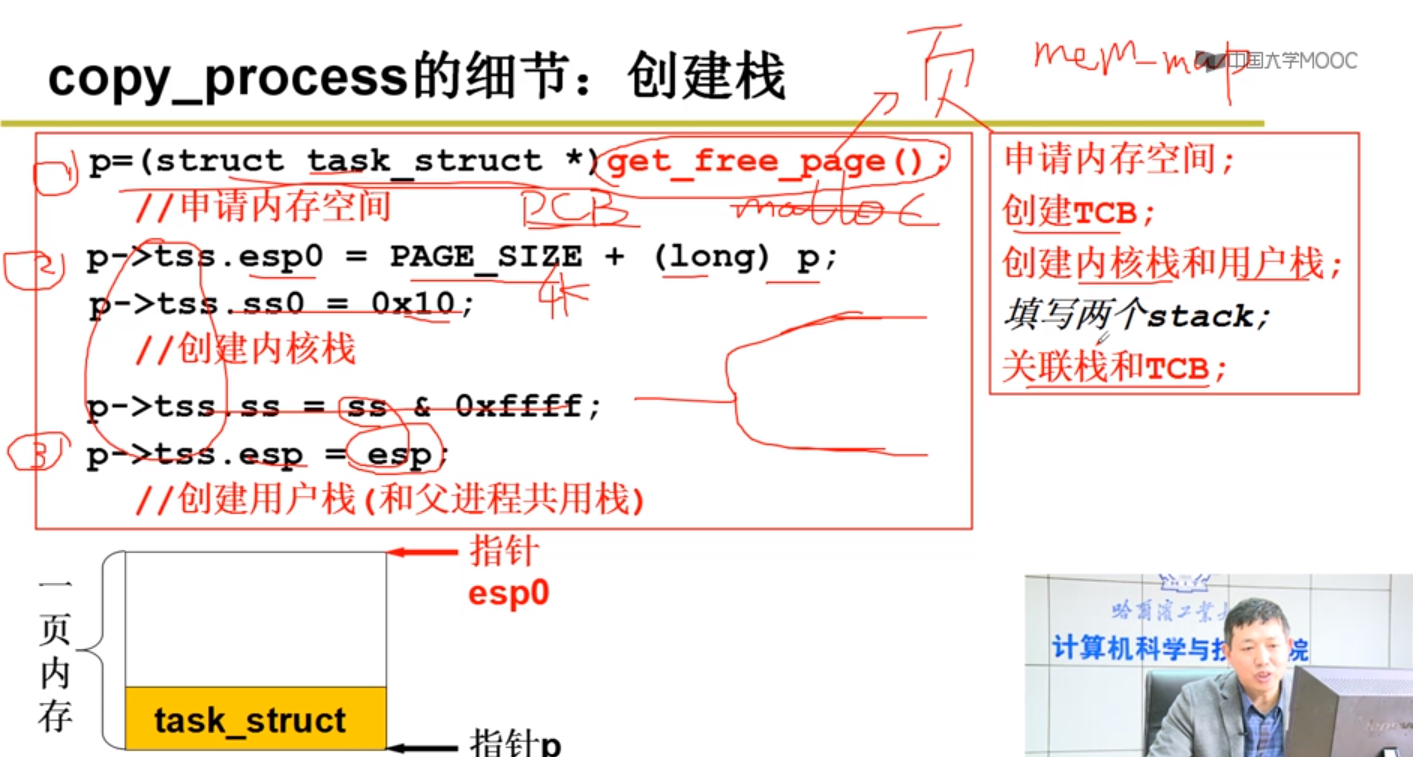 copy_process的细节：创建栈
页
mem_map
中国大学MOOC
1
p=(struct task_struct *)get_free_page();
//申请内存空间
PCB
malloc
2
p->tss.esp0 = PAGE_SIZE + (long) p;
4K
p->tss.ss0 = 0x10;
//创建内核栈
p->tss.ss = ss & 0xffff;
3
p->tss.esp = esp;
//创建用户栈(和父进程共用栈)
申请内存空间;
创建TCB;
创建内核栈和用户栈;
填写两个stack;
关联栈和TCB;
一页内存
指针
esp0
task_struct
指针p
哈尔滨工业大
计算机科学与技
院